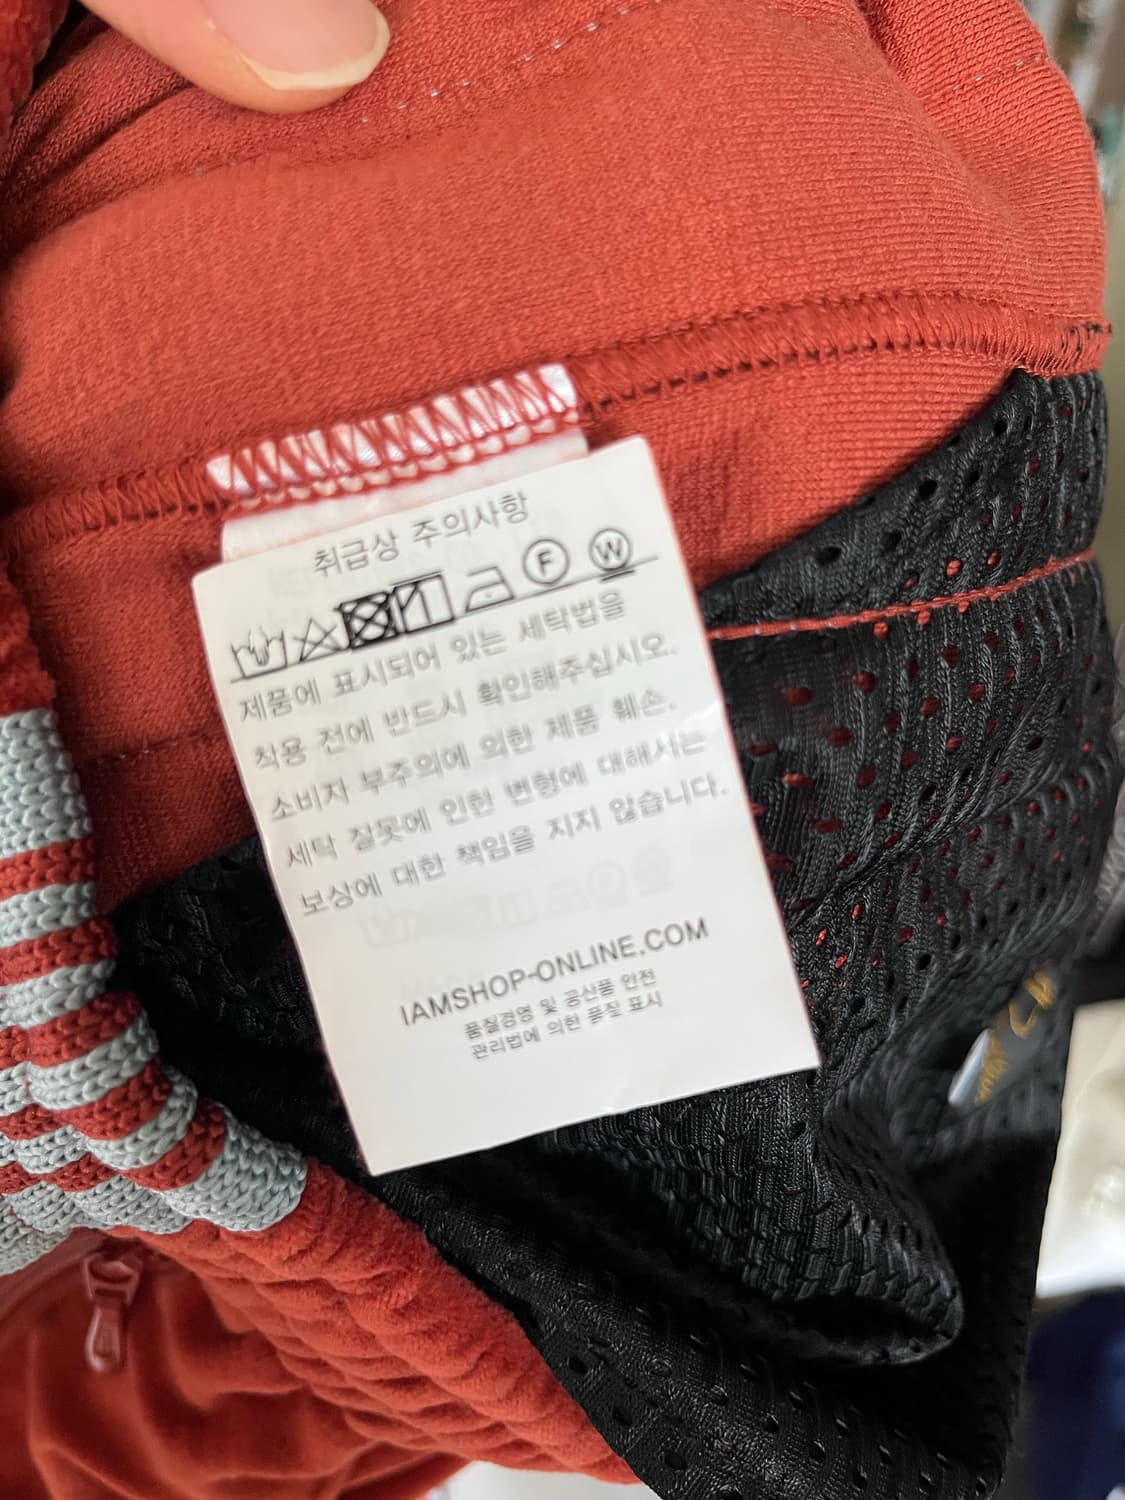 취급상 주의사항
F W
제품에 표시되어 있는 세탁법을
착용 전에 반드시 확인해주십시오.
소비자 부주의에 의한 제품 훼손,
세탁 잘못에 인한 변형에 대해서는
보상에 대한 책임을 지지 않습니다.
IAMSHOP-ONLINE.COM
품질경영 및 공산품 안전
관리법에 의한 품질 표시